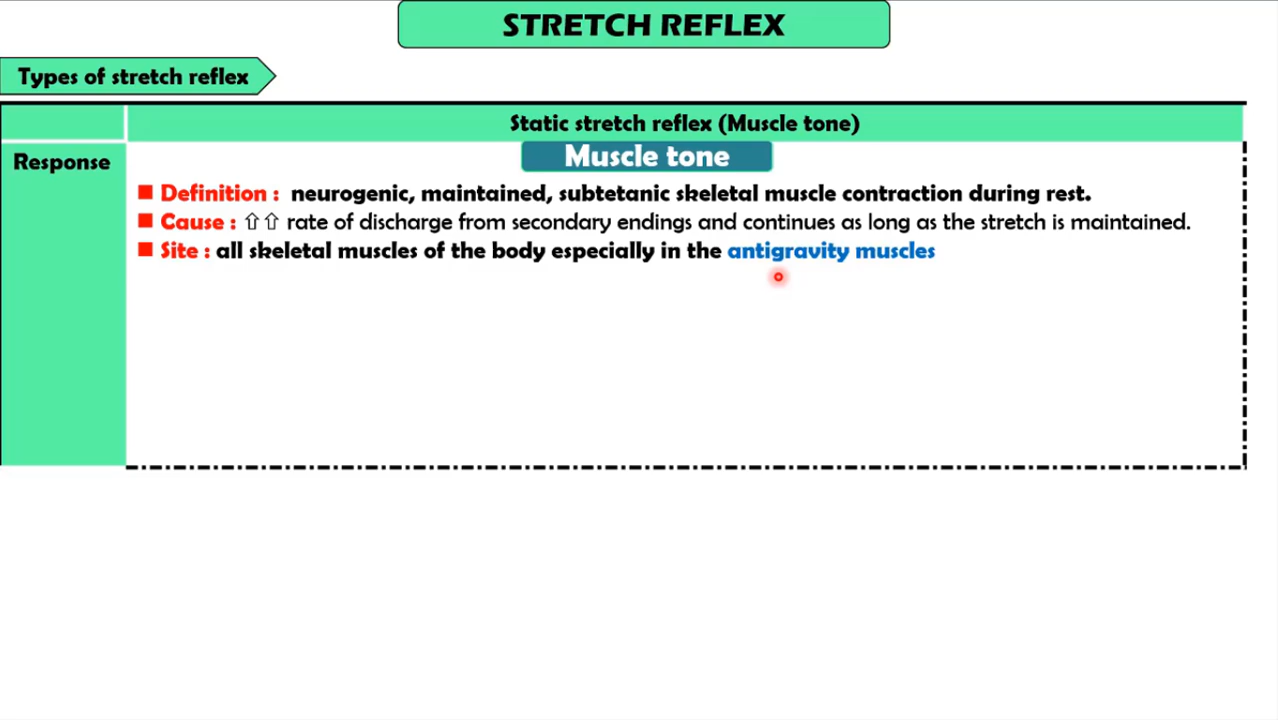 STRETCH REFLEX
Types of stretch reflex
Static stretch reflex (Muscle tone)
Response
Muscle tone
Definition : neurogenic, maintained, subtetanic skeletal muscle contraction during rest.
Cause : ⇧⇧ rate of discharge from secondary endings and continues as long as the stretch is maintained.
Site : all skeletal muscles of the body especially in the antigravity muscles